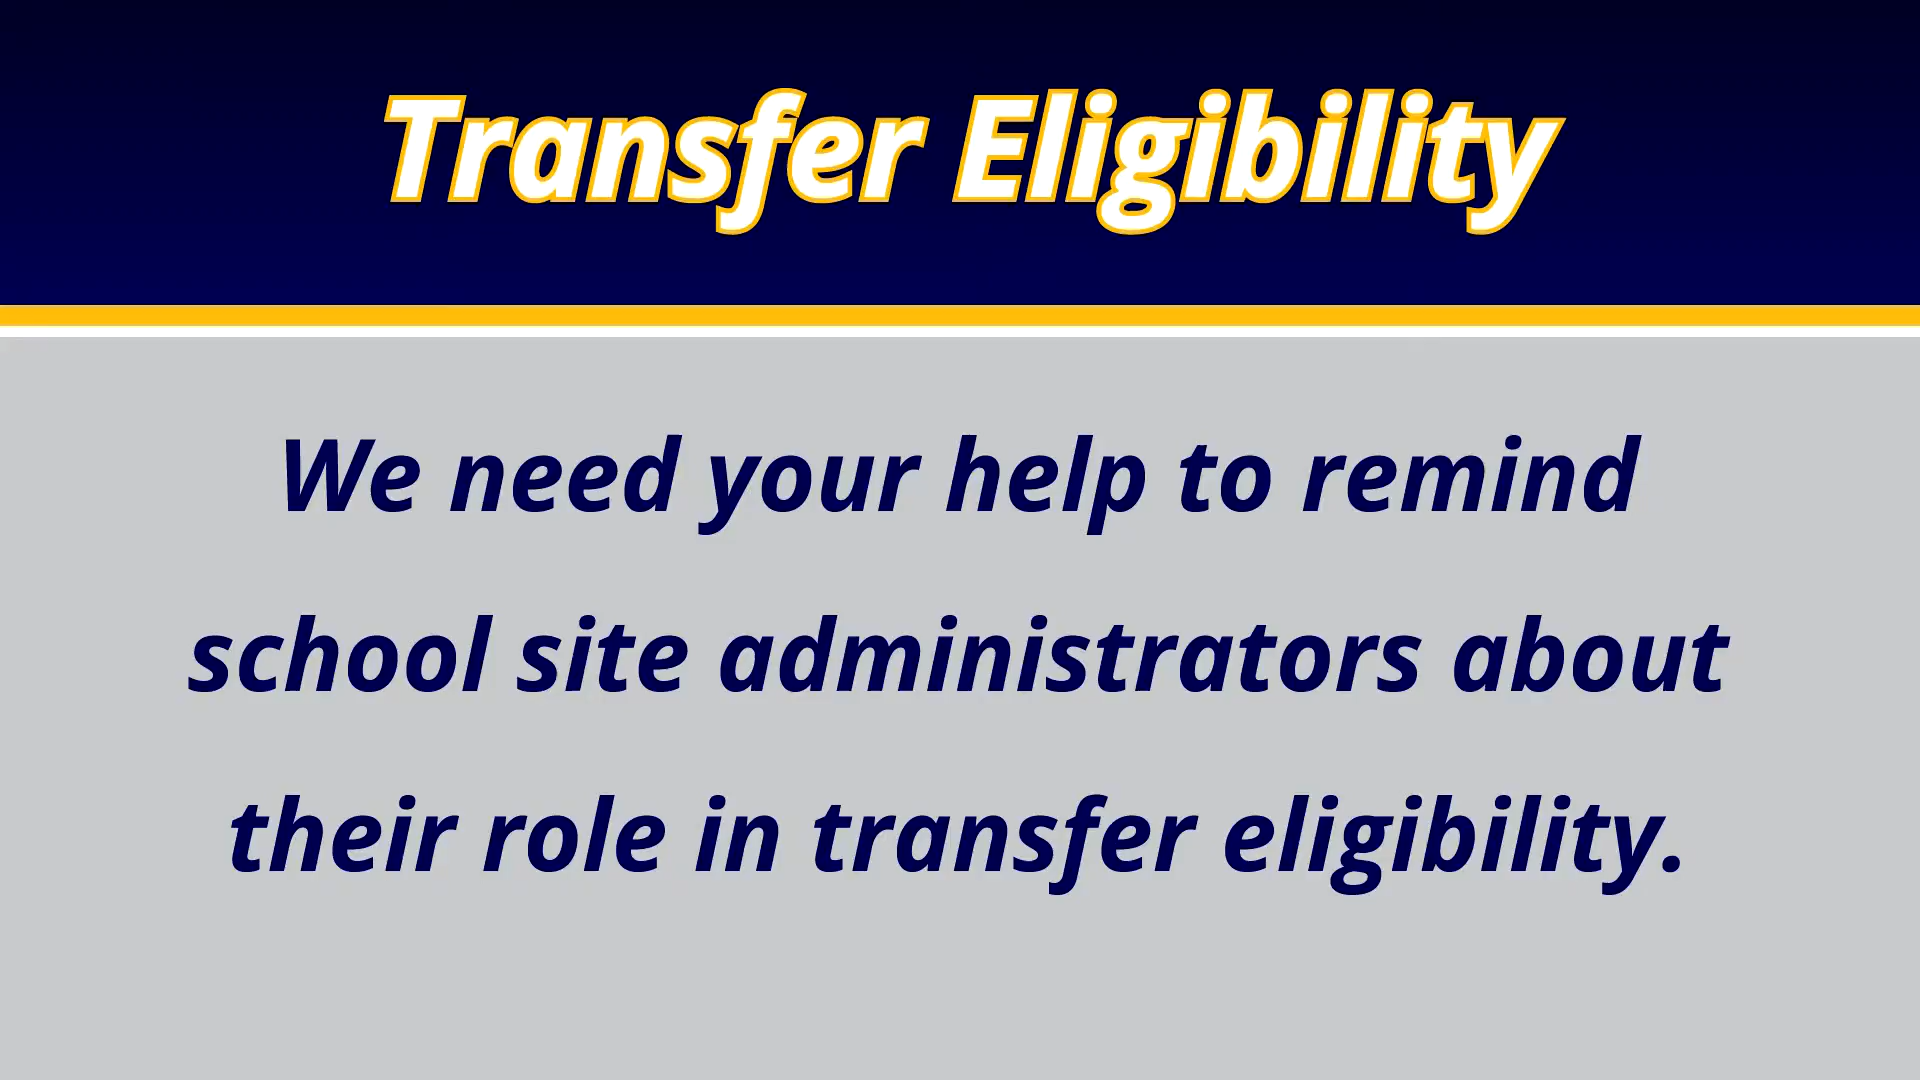 Transfer Eligibility
We need your help to remind
school site administrators about
their role in transfer eligibility.